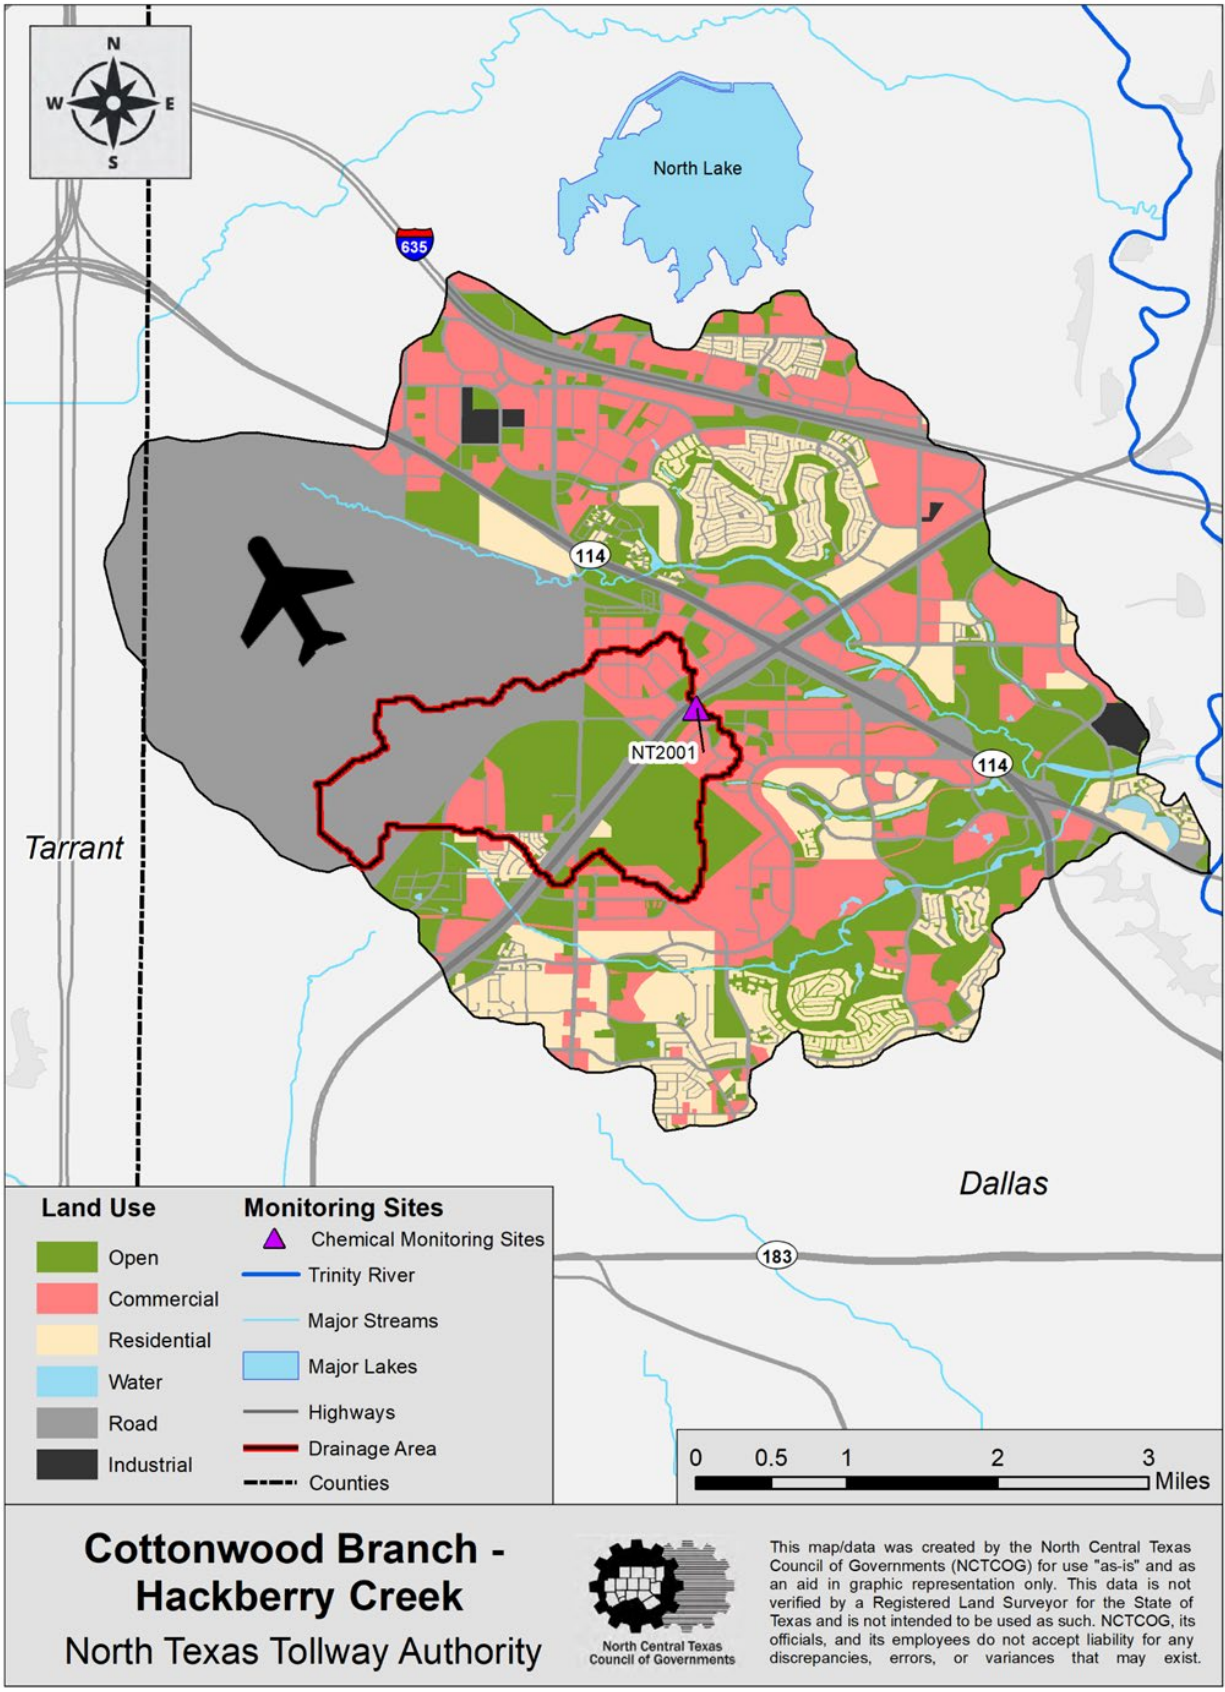 N
W E
S
635
North Lake
114
NT2001
114
Tarrant
Dallas
183
Land Use
Open
Commercial
Residential
Water
Road
Industrial
Monitoring Sites
Chemical Monitoring Sites
Trinity River
Major Streams
Major Lakes
Highways
Drainage Area
Counties
0 0.5 1 2 3
Miles
Cottonwood Branch -
Hackberry Creek
North Texas Tollway Authority
North Central Texas
Council of Governments
This map/data was created by the North Central Texas
Council of Governments (NCTCOG) for use "as-is" and as
an aid in graphic representation only. This data is not
verified by a Registered Land Surveyor for the State of
Texas and is not intended to be used as such. NCTCOG, its
officials, and its employees do not accept liability for any
discrepancies, errors, or variances that may exist.